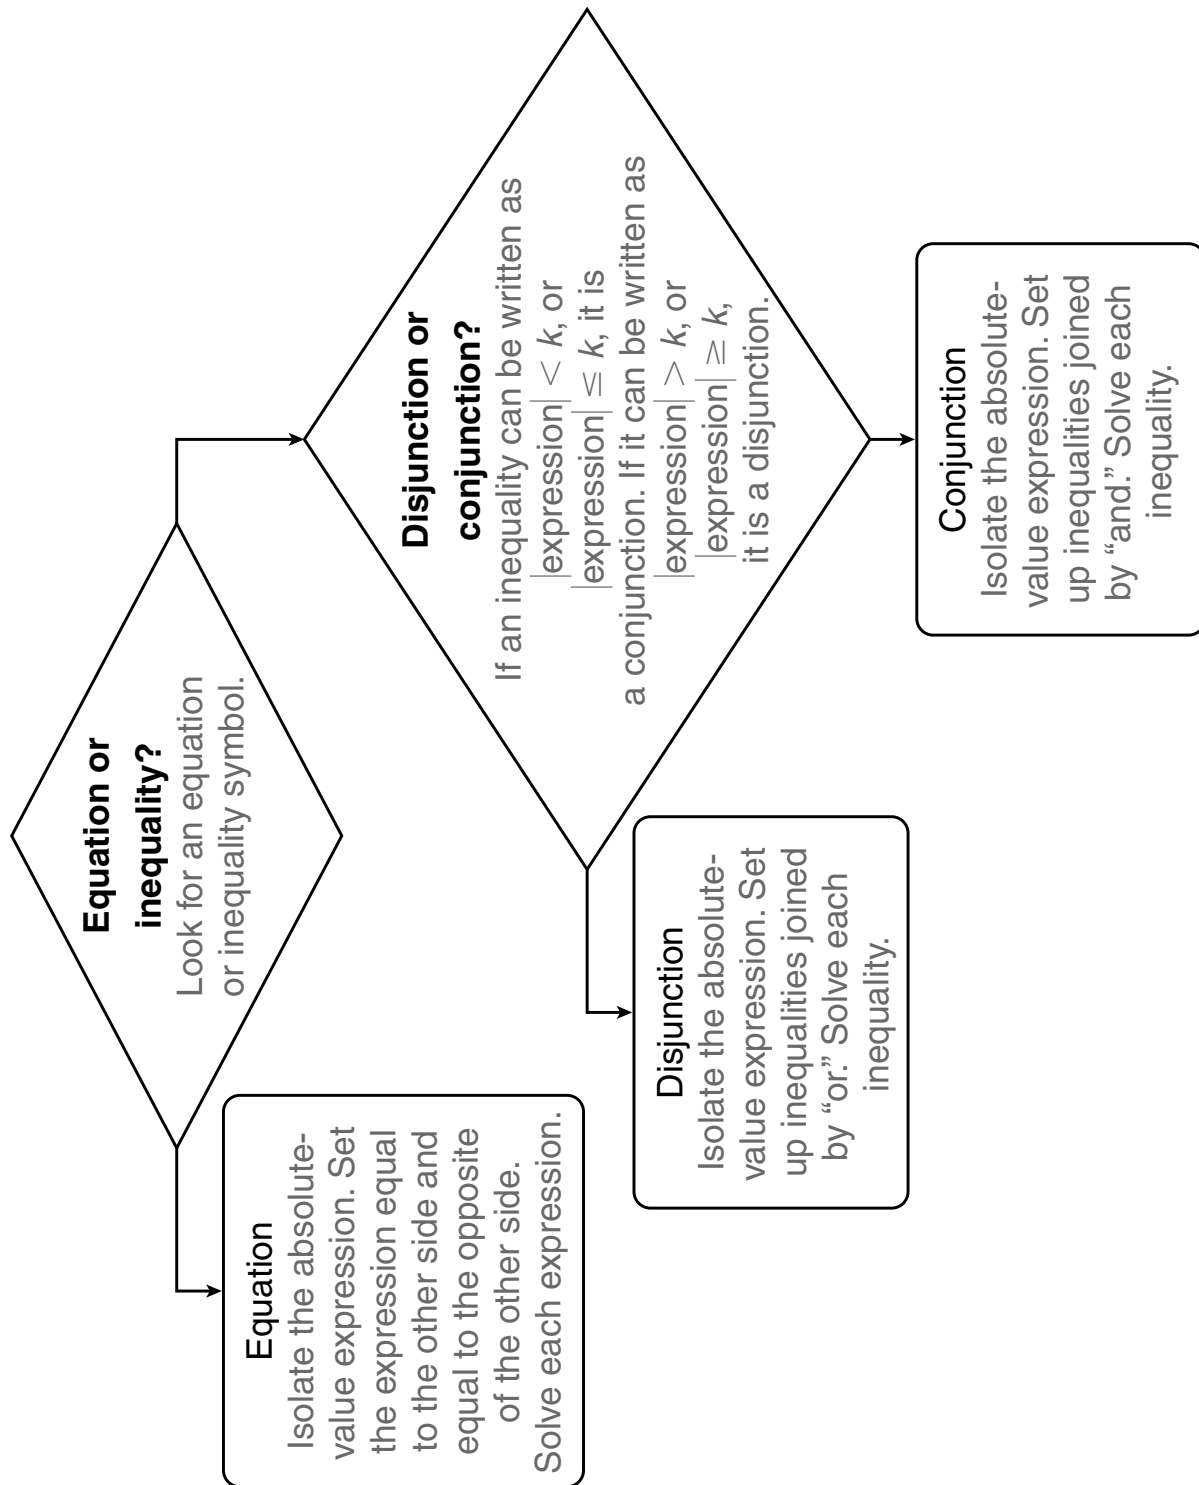 Equation or
inequality?
Look for an equation
or inequality symbol.
Equation
Isolate the absolute-
value expression. Set
the expression equal
to the other side and
equal to the opposite
of the other side.
Solve each expression.
Disjunction or
conjunction?
If an inequality can be written as
|expression| < k, or
|expression| ≤ k, it is
a conjunction. If it can be written as
|expression| > k, or
|expression| ≥ k,
it is a disjunction.
Disjunction
Isolate the absolute-
value expression. Set
up inequalities joined
by “or.” Solve each
inequality.
Conjunction
Isolate the absolute-
value expression. Set
up inequalities joined
by “and.” Solve each
inequality.